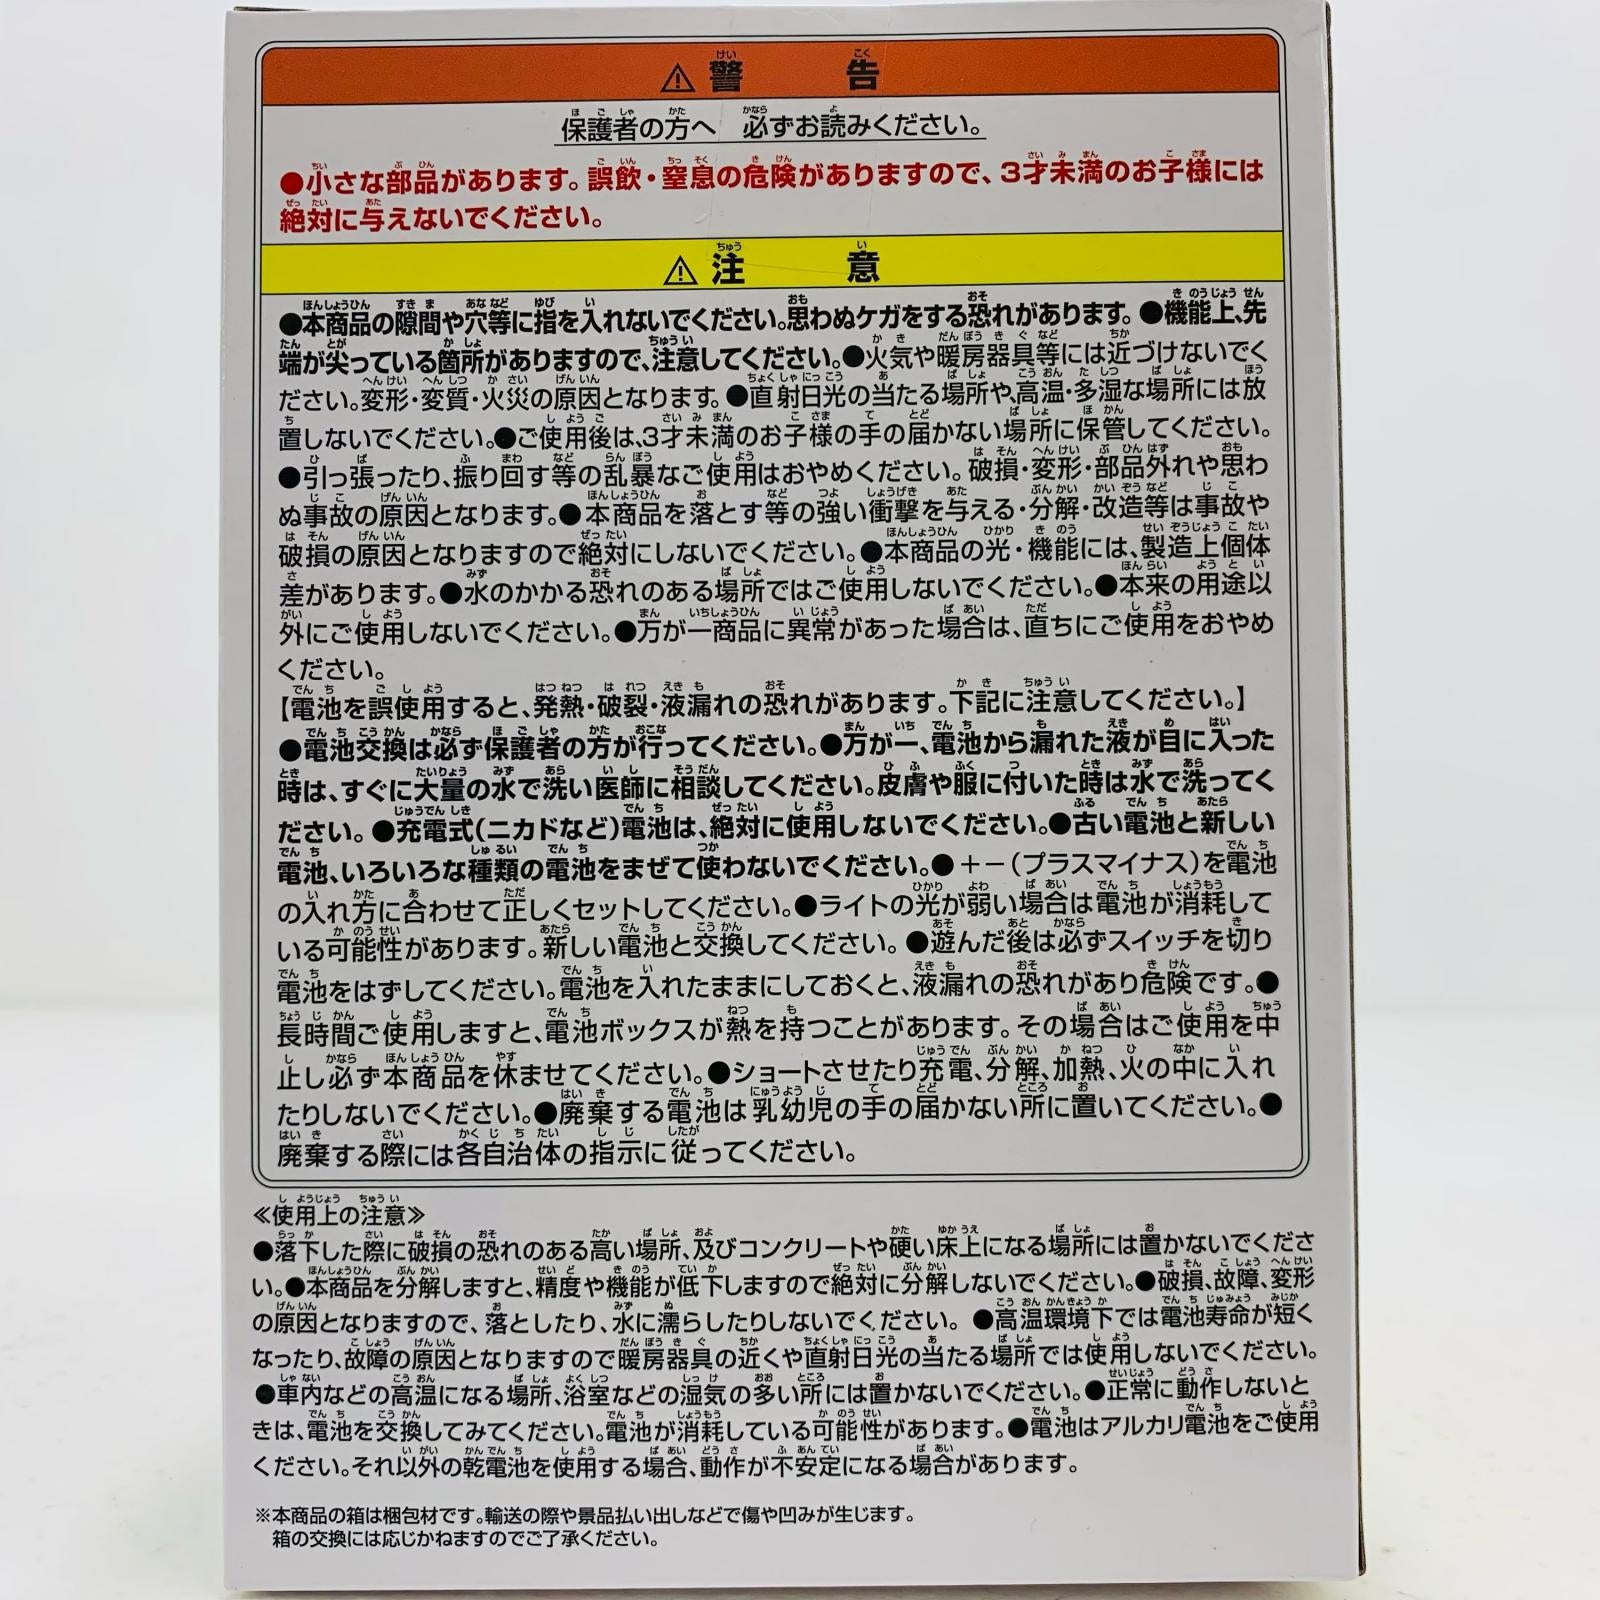 ⚠警告
保護者の方へ 必ずお読みください。
●小さな部品があります。誤飲・窒息の危険がありますので、3才未満のお子様には
絶対に与えないでください。
⚠注意
●本商品の隙間や穴等に指を入れないでください。思わぬケガをする恐れがあります。●機能上、先
端が尖っている箇所がありますので、注意してください。●火気や暖房器具等には近づけないでく
ださい。変形・変質・火災の原因となります。●直射日光の当たる場所や、高温・多湿な場所には放
置しないでください。●ご使用後は、3才未満のお子様の手の届かない場所に保管してください。
●引っ張ったり、振り回す等の乱暴なご使用はおやめください。破損・変形・部品外れや思わ
ぬ事故の原因となります。●本商品を落とす等の強い衝撃を与える・分解・改造等は事故や
破損の原因となりますので絶対にしないでください。●本商品の光・機能には、製造上個体
差があります。●水のかかる恐れのある場所ではご使用しないでください。●本来の用途以
外にご使用しないでください。●万が一商品に異常があった場合は、直ちにご使用をおやめ
ください。
【電池を誤使用すると、発熱・破裂・液漏れの恐れがあります。下記に注意してください。】
●電池交換は必ず保護者の方が行ってください。●万が一、電池から漏れた液が目に入った
時は、すぐに大量の水で洗い医師に相談してください。皮膚や服に付いた時は水で洗ってく
ださい。●充電式(ニカドなど)電池は、絶対に使用しないでください。●古い電池と新しい
電池、いろいろな種類の電池をまぜて使わないでください。●＋−(プラスマイナス)を電池
の入れ方に合わせて正しくセットしてください。●ライトの光が弱い場合は電池が消耗して
いる可能性があります。新しい電池と交換してください。●遊んだ後は必ずスイッチを切り
電池をはずしてください。電池を入れたままにしておくと、液漏れの恐れがあり危険です。●
長時間ご使用しますと、電池ボックスが熱を持つことがあります。その場合はご使用を中
止し必ず本商品を休ませてください。●ショートさせたり充電、分解、加熱、火の中に入れ
たりしないでください。●廃棄する電池は乳幼児の手の届かない所に置いてください。●
廃棄する際には各自治体の指示に従ってください。
≪使用上の注意≫
●落下した際に破損の恐れのある高い場所、及びコンクリートや硬い床上になる場所には置かないでくださ
い。●本商品を分解しますと、精度や機能が低下しますので絶対に分解しないでください。●破損、故障、変形
の原因となりますので、落としたり、水に濡らしたりしないでください。●高温環境下では電池寿命が短く
なったり、故障の原因となりますので暖房器具の近くや直射日光の当たる場所では使用しないでください。
●車内などの高温になる場所、浴室などの湿気の多い所には置かないでください。●正常に動作しないと
きは、電池を交換してみてください。電池が消耗している可能性があります。●電池はアルカリ電池をご使用
ください。それ以外の乾電池を使用する場合、動作が不安定になる場合があります。
※本商品の箱は梱包材です。輸送の際や景品払い出しなどで傷や凹みが生じます。
箱の交換には応じかねますのでご了承ください。